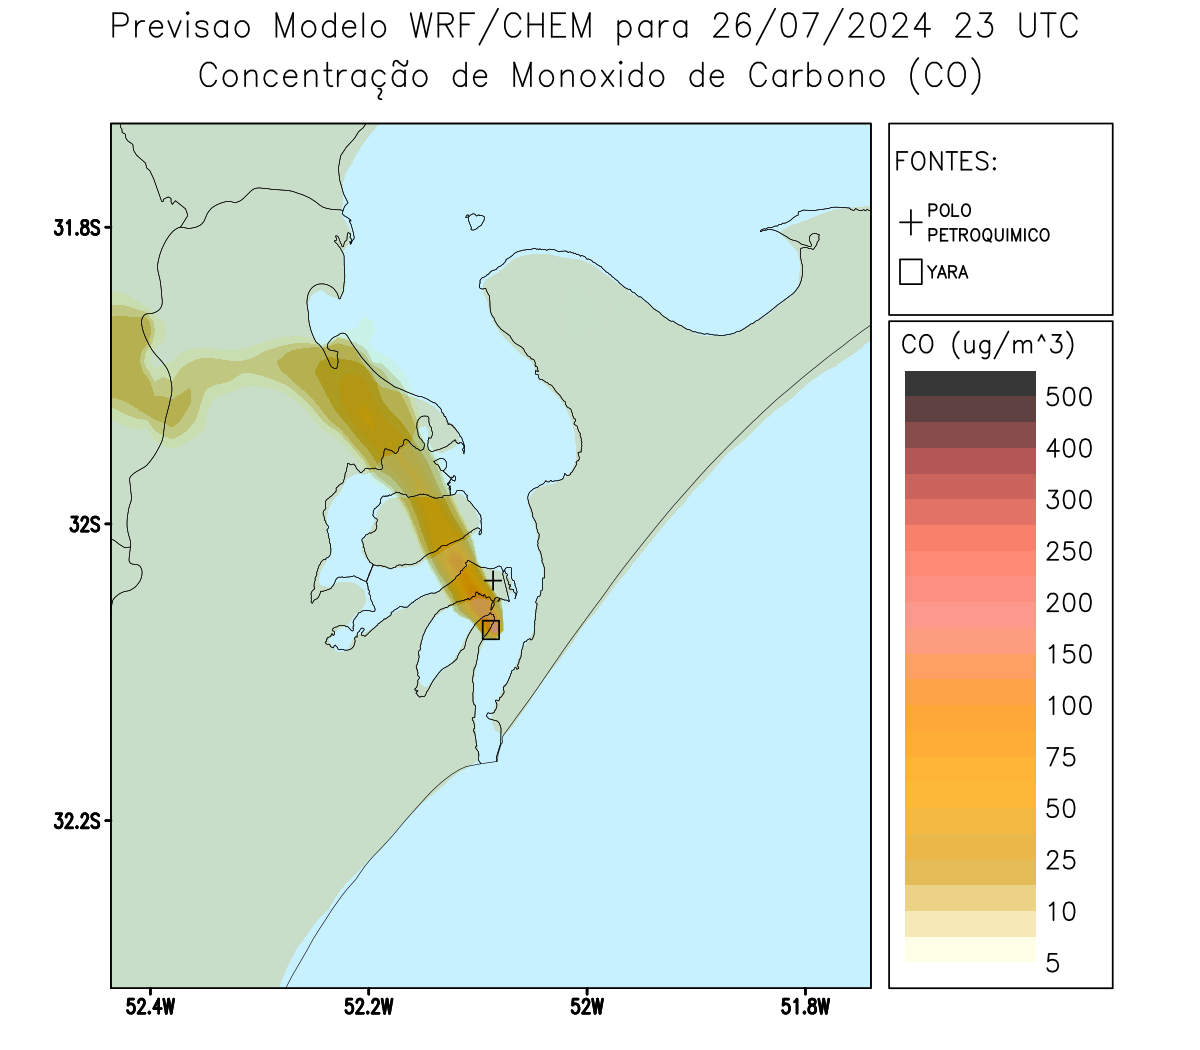 Previsao Modelo WRF/CHEM para 26/07/2024 23 UTC
Concentração de Monoxido de Carbono (CO)
FONTES:
POLO
PETROQUIMICO
YARA
CO (ug/m^3)
500
400
300
250
200
150
100
75
50
25
10
5
31.8S
32S
32.2S
52.4W
52.2W
52W
51.8W